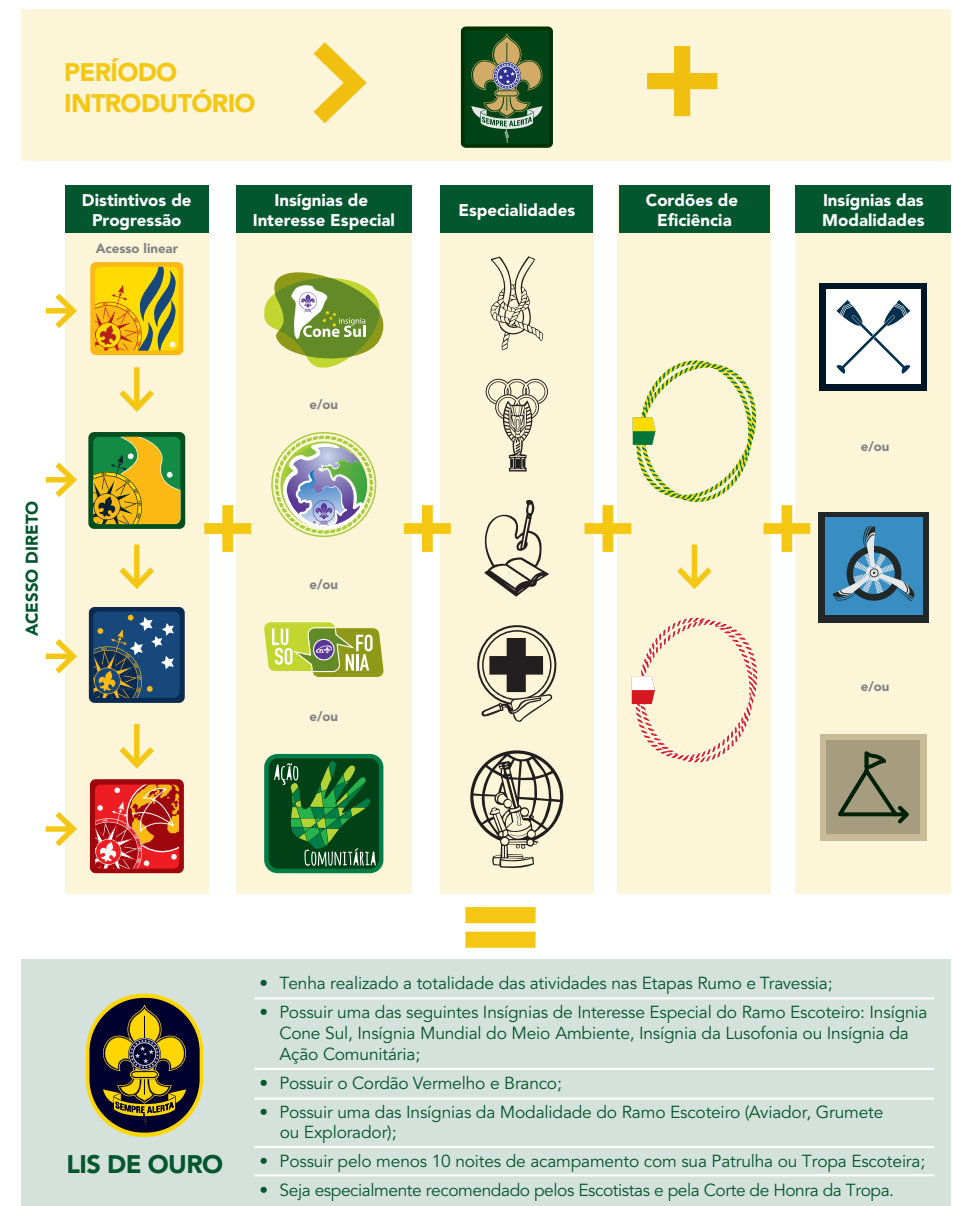 PERÍODO
INTRODUTÓRIO
SEMPRE ALERTA
Distintivos de
Progressão
Insígnias de
Interesse Especial
Especialidades
Cordões de
Eficiência
Insígnias das
Modalidades
Acesso linear
ACESSO DIRETO
insígnia
Cone Sul
e/ou
e/ou
LU
SO
FO
NIA
e/ou
AÇÃO
COMUNITÁRIA
e/ou
e/ou
LIS DE OURO
SEMPRE ALERTA
• Tenha realizado a totalidade das atividades nas Etapas Rumo e Travessia;
• Possuir uma das seguintes Insígnias de Interesse Especial do Ramo Escoteiro: Insígnia
Cone Sul, Insígnia Mundial do Meio Ambiente, Insígnia da Lusofonia ou Insígnia da
Ação Comunitária;
• Possuir o Cordão Vermelho e Branco;
• Possuir uma das Insígnias da Modalidade do Ramo Escoteiro (Aviador, Grumete
ou Explorador);
• Possuir pelo menos 10 noites de acampamento com sua Patrulha ou Tropa Escoteira;
• Seja especialmente recomendado pelos Escotistas e pela Corte de Honra da Tropa.